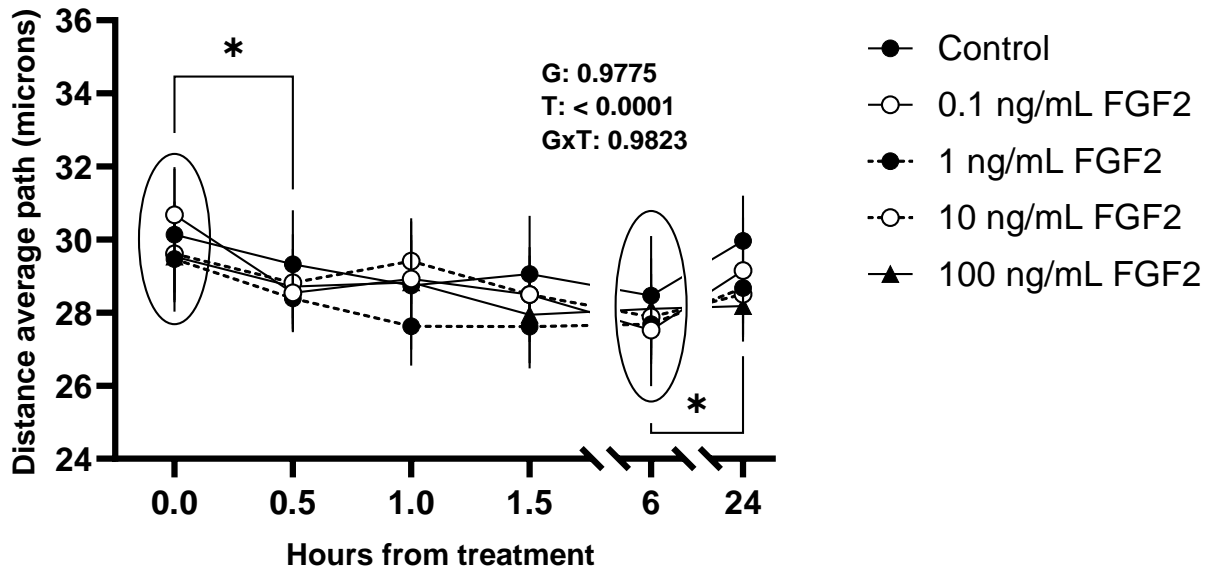 Distance average path (microns)
36
34
32
30
28
26
24
*
G: 0.9775
T: < 0.0001
GxT: 0.9823
*
0.0 0.5 1.0 1.5 6 24
Hours from treatment
Control
0.1 ng/mL FGF2
1 ng/mL FGF2
10 ng/mL FGF2
100 ng/mL FGF2